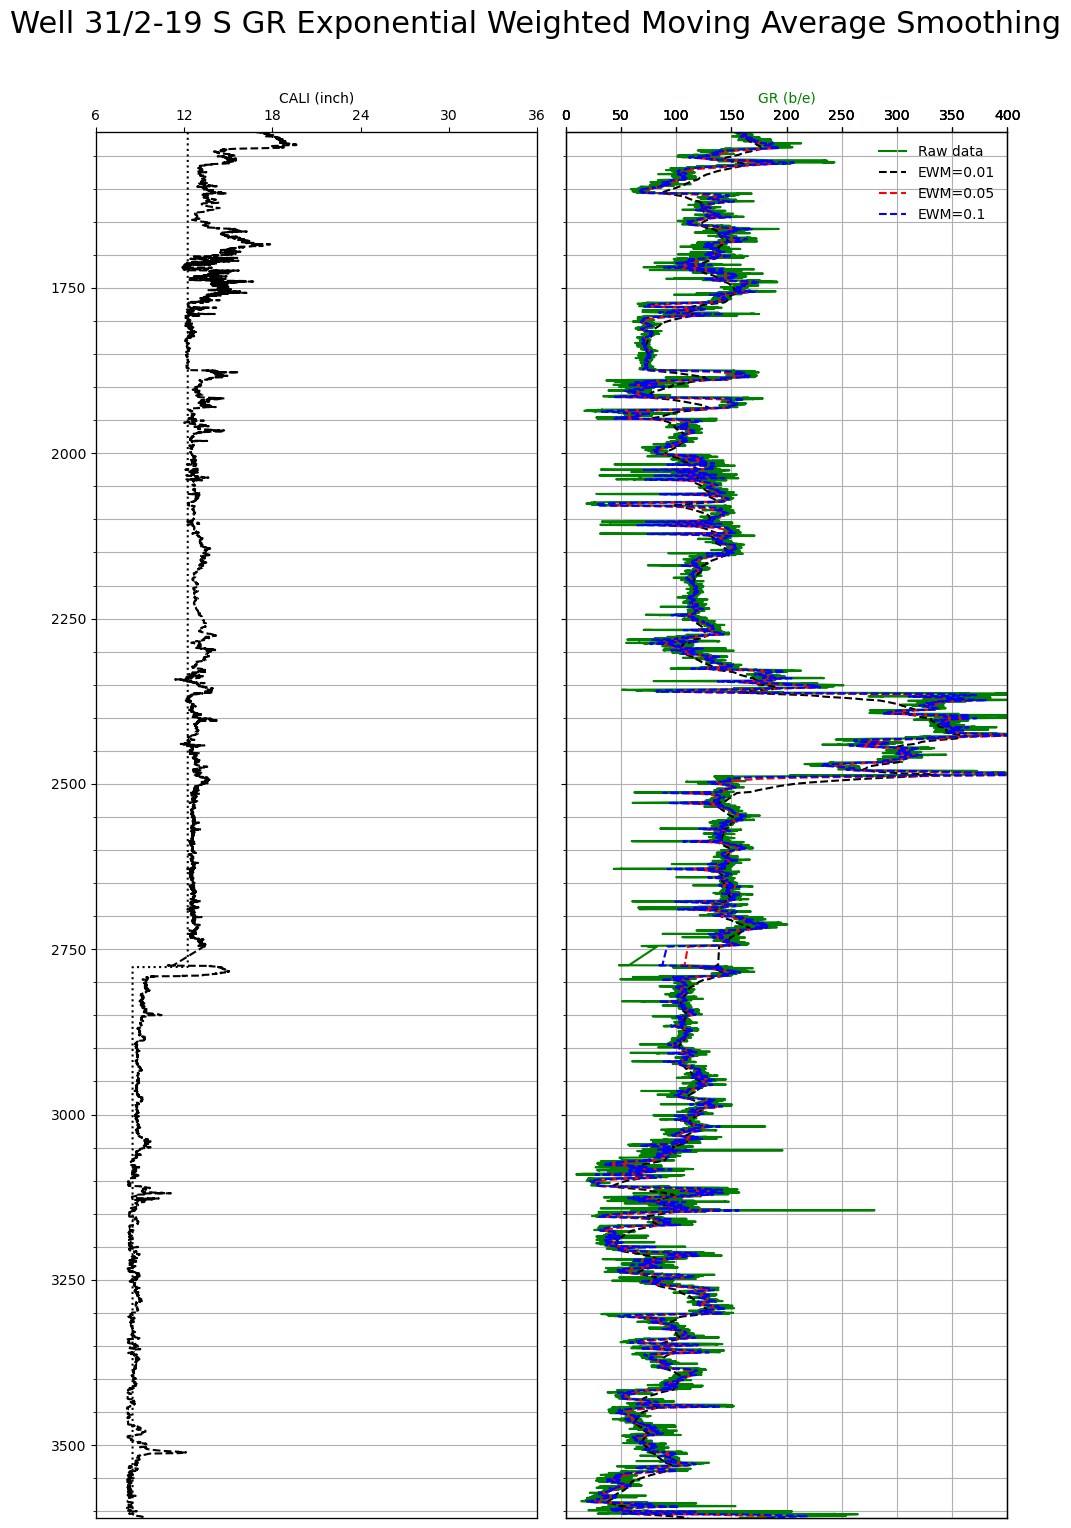 Well 31/2-19 S GR Exponential Weighted Moving Average Smoothing
CALI (inch)
GR (b/e)
6 12 18 24 30 36
0 50 100 150 200 250 300 350 400
Raw data
EWM=0.01
EWM=0.05
EWM=0.1
1750
2000
2250
2500
2750
3000
3250
3500